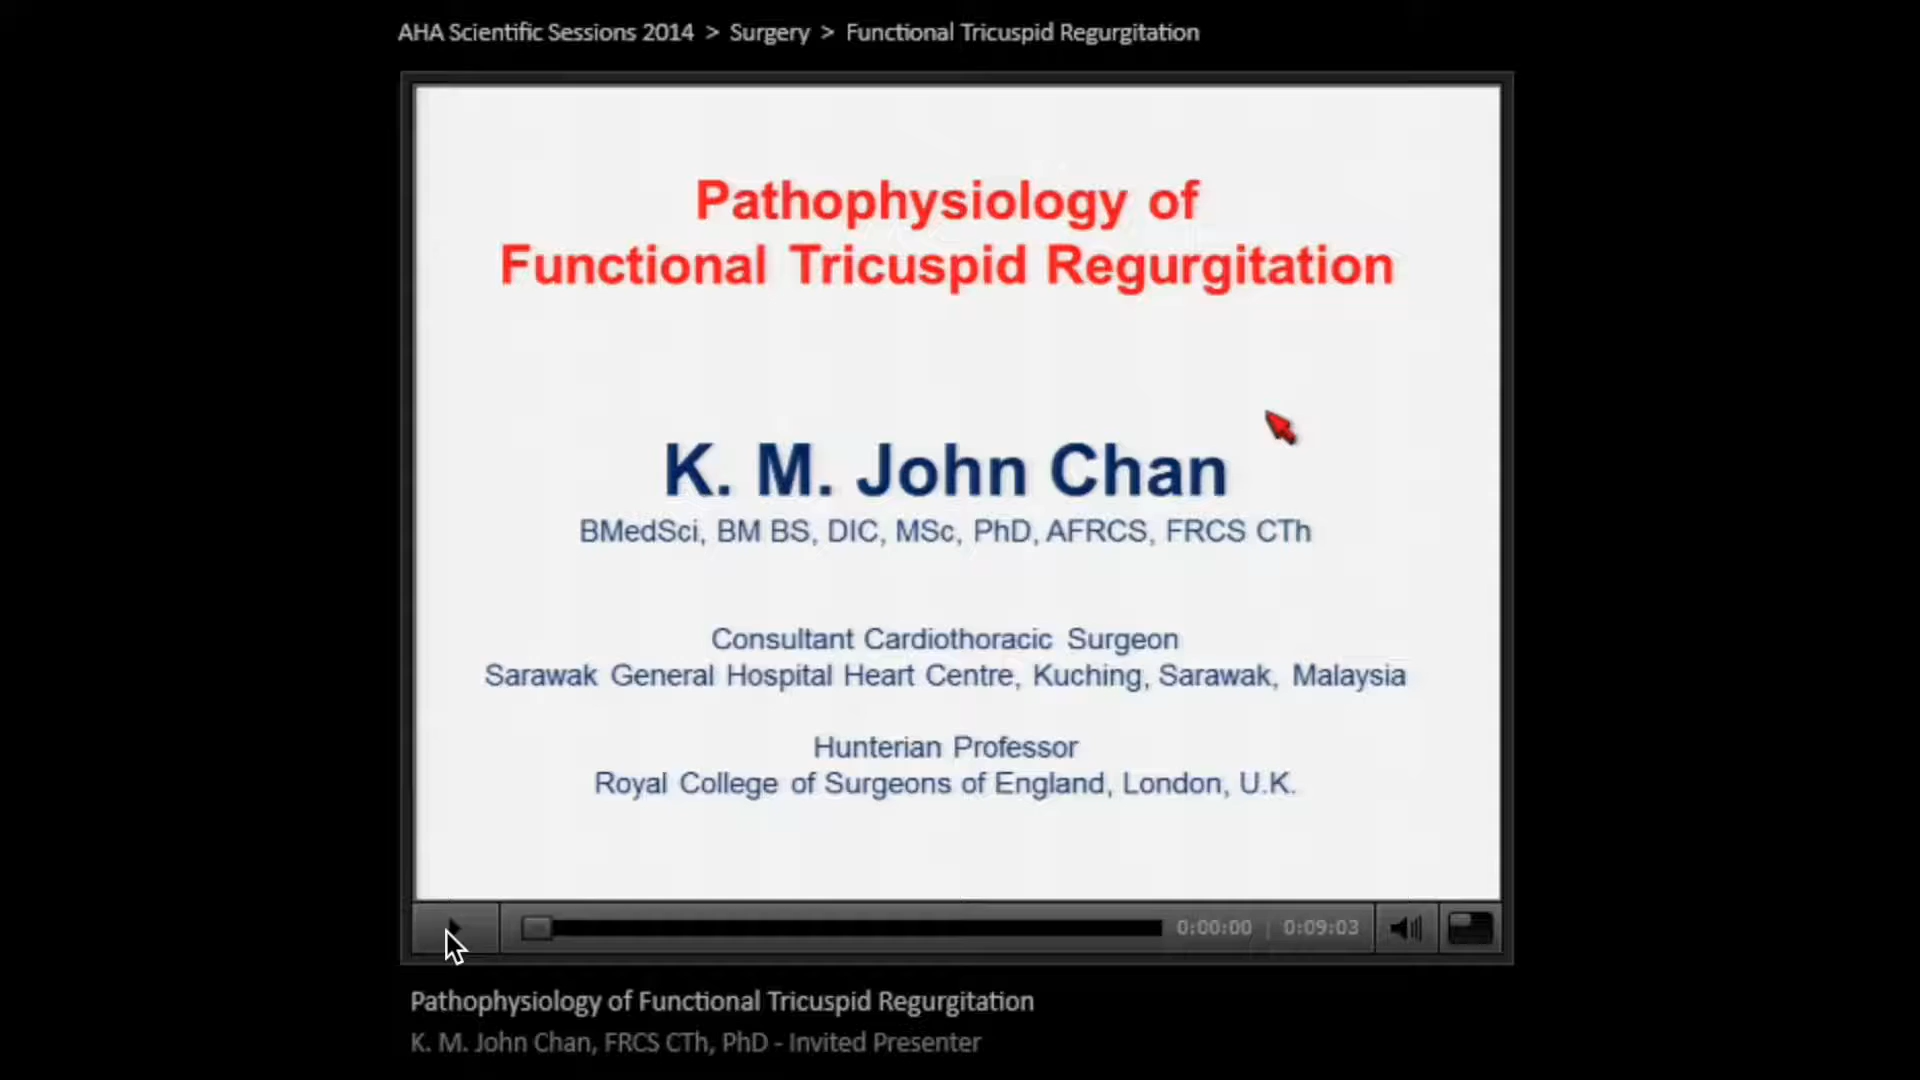 AHA Scientific Sessions 2014 > Surgery > Functional Tricuspid Regurgitation
Pathophysiology of
Functional Tricuspid Regurgitation
K. M. John Chan
BMedSci, BM BS, DIC, MSc, PhD, AFRCS, FRCS CTh
Consultant Cardiothoracic Surgeon
Sarawak General Hospital Heart Centre, Kuching, Sarawak, Malaysia
Hunterian Professor
Royal College of Surgeons of England, London, U.K.
0:00:00 | 0:09:03
Pathophysiology of Functional Tricuspid Regurgitation
K. M. John Chan, FRCS CTh, PhD - Invited Presenter